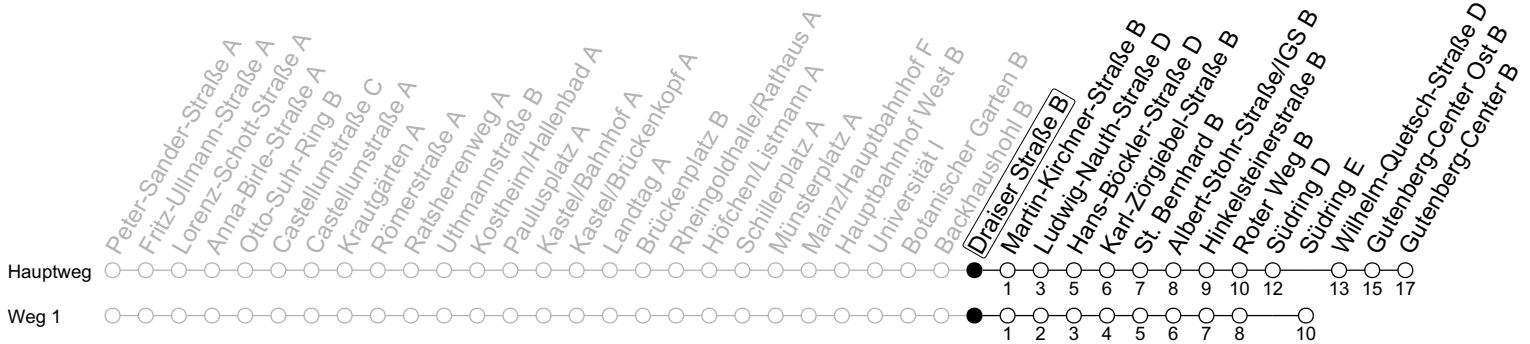 Peter-Sander-Straße A
Fritz-Ullmann-Straße A
Lorenz-Schott-Straße A
Anna-Birle-Straße A
Otto-Suhr-Ring B
Castellumstraße C
Castellumstraße A
Krautgärten A
Römerstraße A
Ratsherrenweg A
Uthmannstraße B
Kostheim/Hallenbad A
Paulusplatz A
Kastel/Bahnhof A
Kastel/Brückenkopf A
Landtag A
Brückenplatz B
Rheingoldhalle/Rathaus A
Höfchen/Listmann A
Schillerplatz A
Münsterplatz A
Mainz/Hauptbahnhof F
Hauptbahnhof West B
Universität I
Botanischer Garten B
Backhaushohl B
Draiser Straße B
Martin-Kirchner-Straße B
Ludwig-Nauth-Straße D
Hans-Böckler-Straße D
Karl-Zörgiebel-Straße B
St. Bernhard B
Albert-Stohr-Straße/IGS B
Hinkelsteinerstraße B
Roter Weg B
Südring D
Südring E
Wilhelm-Quetsch-Straße D
Gutenberg-Center Ost B
Gutenberg-Center B
Hauptweg
1 3 5 6 7 8 9 10 12 13 15 17
Weg 1
1 2 3 4 5 6 7 8 10